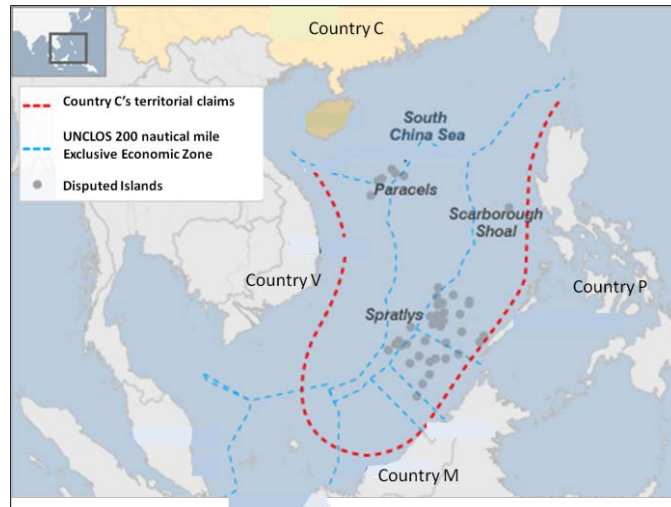 Country C
Country C's territorial claims
UNCLOS 200 nautical mile
Exclusive Economic Zone
Disputed Islands
South
China Sea
Paracels
Scarborough
Shoal
Country V
Country P
Spratlys
Country M